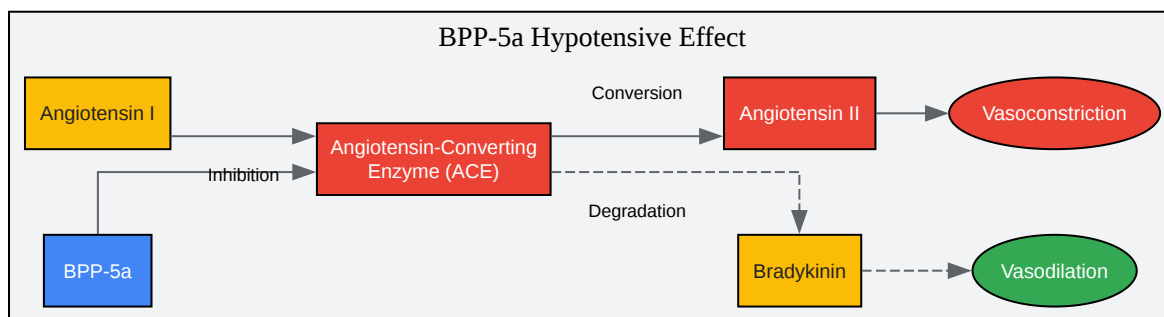 BPP-5a Hypotensive Effect
Angiotensin I
Conversion
Angiotensin II
Vasoconstriction
Angiotensin-Converting
Enzyme (ACE)
Inhibition
Degradation
BPP-5a
Bradykinin
Vasodilation